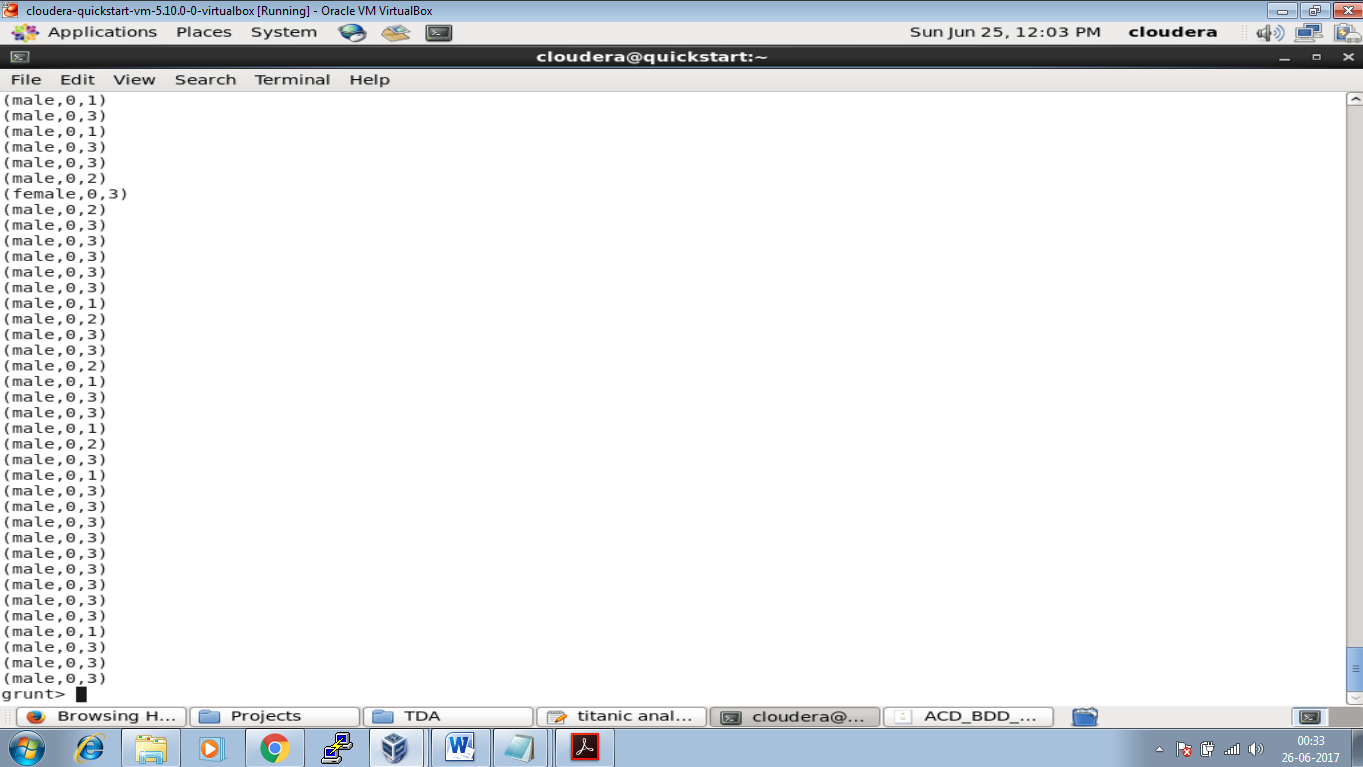 cloudera-quickstart-vm-5.10.0-0-virtualbox [Running] - Oracle VM VirtualBox
Applications Places System Sun Jun 25, 12:03 PM cloudera
cloudera@quickstart:~
File Edit View Search Terminal Help
(male,0,1)
(male,0,3)
(male,0,1)
(male,0,3)
(male,0,3)
(male,0,2)
(female,0,3)
(male,0,2)
(male,0,3)
(male,0,3)
(male,0,3)
(male,0,3)
(male,0,3)
(male,0,1)
(male,0,2)
(male,0,3)
(male,0,3)
(male,0,2)
(male,0,1)
(male,0,3)
(male,0,3)
(male,0,1)
(male,0,2)
(male,0,3)
(male,0,1)
(male,0,3)
(male,0,3)
(male,0,3)
(male,0,3)
(male,0,3)
(male,0,3)
(male,0,3)
(male,0,3)
(male,0,3)
(male,0,1)
(male,0,3)
(male,0,3)
(male,0,3)
grunt>
Browsing H... Projects TDA titanic anal... cloudera@... ACD_BDD_...
00:33
26-06-2017